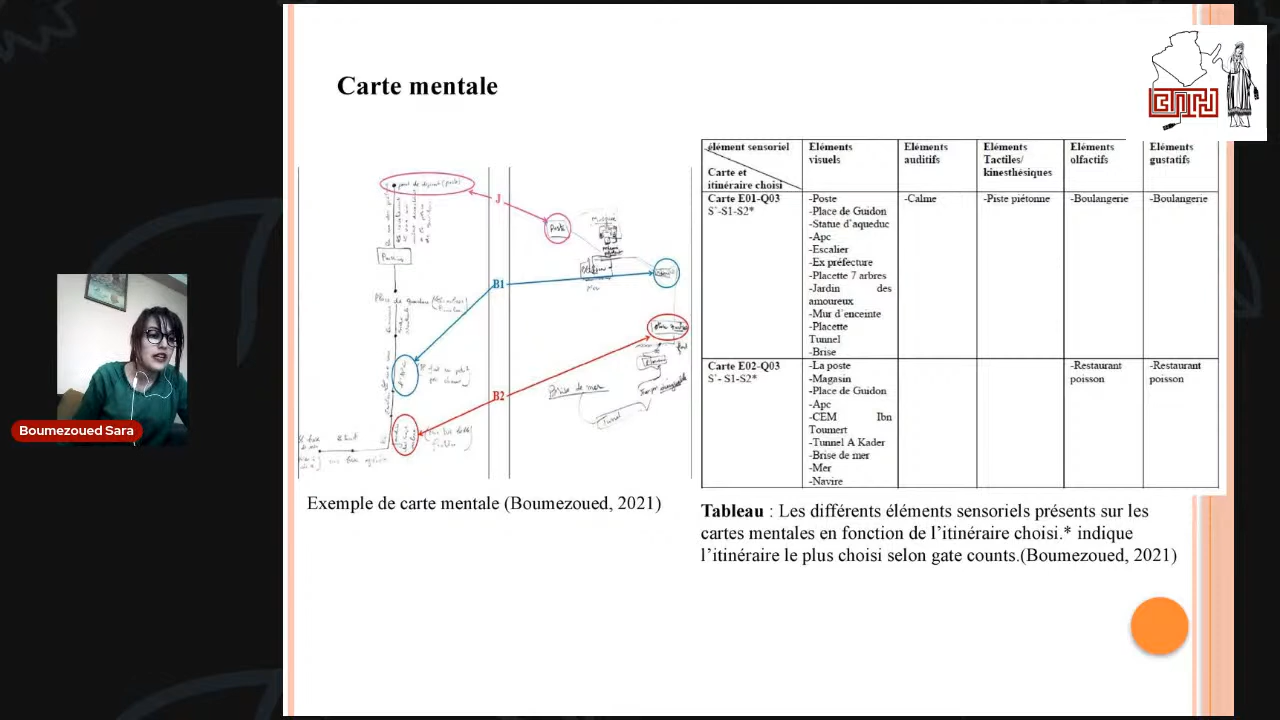 Carte mentale
élément sensoriel
Carte et
itinéraire choisi
Eléments
visuels
Eléments
auditifs
Eléments
Tactiles/
kinesthésiques
Eléments
olfactifs
Eléments
gustatifs
Carte E01-Q03
S'-S1-S2*
-Poste
-Place de Guidon
-Statue d'aqueduc
-Apc
-Escalier
-Ex préfecture
-Placette 7 arbres
-Jardin des
amoureux
-Mur d'enceinte
-Placette
Tunnel
-Brise
-Calme
-Piste piétonne
-Boulangerie
-Boulangerie
Carte E02-Q03
S'- S1-S2*
-La poste
-Magasin
-Place de Guidon
-Apc
-CEM Ibn
Toumert
-Tunnel A Kader
-Brise de mer
-Mer
-Navire
-Restaurant
poisson
-Restaurant
poisson
J
B1
B2
Poste
Brise de mer
Tunnel
Exemple de carte mentale (Boumezoued, 2021)
Tableau : Les différents éléments sensoriels présents sur les
cartes mentales en fonction de l'itinéraire choisi.* indique
l'itinéraire le plus choisi selon gate counts.(Boumezoued, 2021)
Boumezoued Sara